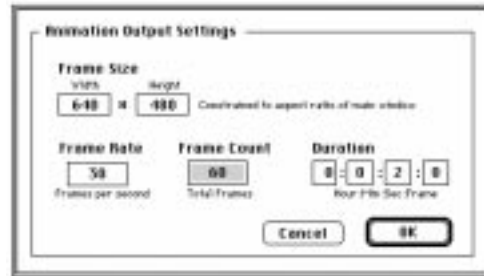 Animation Output Settings
Frame Size
Width Height
640 × 480 Constrained to aspect ratio of main window
Frame Rate Frame Count Duration
30 60 0 : 0 : 2 : 0
Frames per second Total Frames Hour Min Sec Frame
Cancel OK